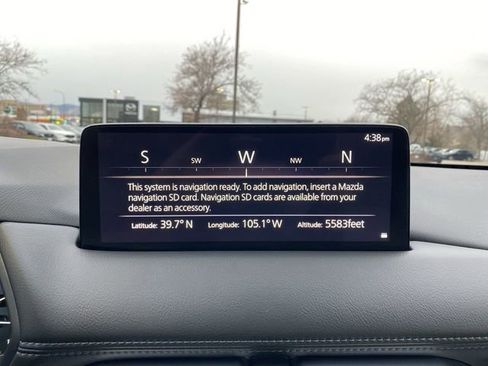 4:38pm
S SW W NW N
This system is navigation ready. To add navigation, insert a Mazda
navigation SD card. Navigation SD cards are available from your
dealer as an accessory.
Latitude: 39.7° N Longitude: 105.1° W Altitude: 5583feet